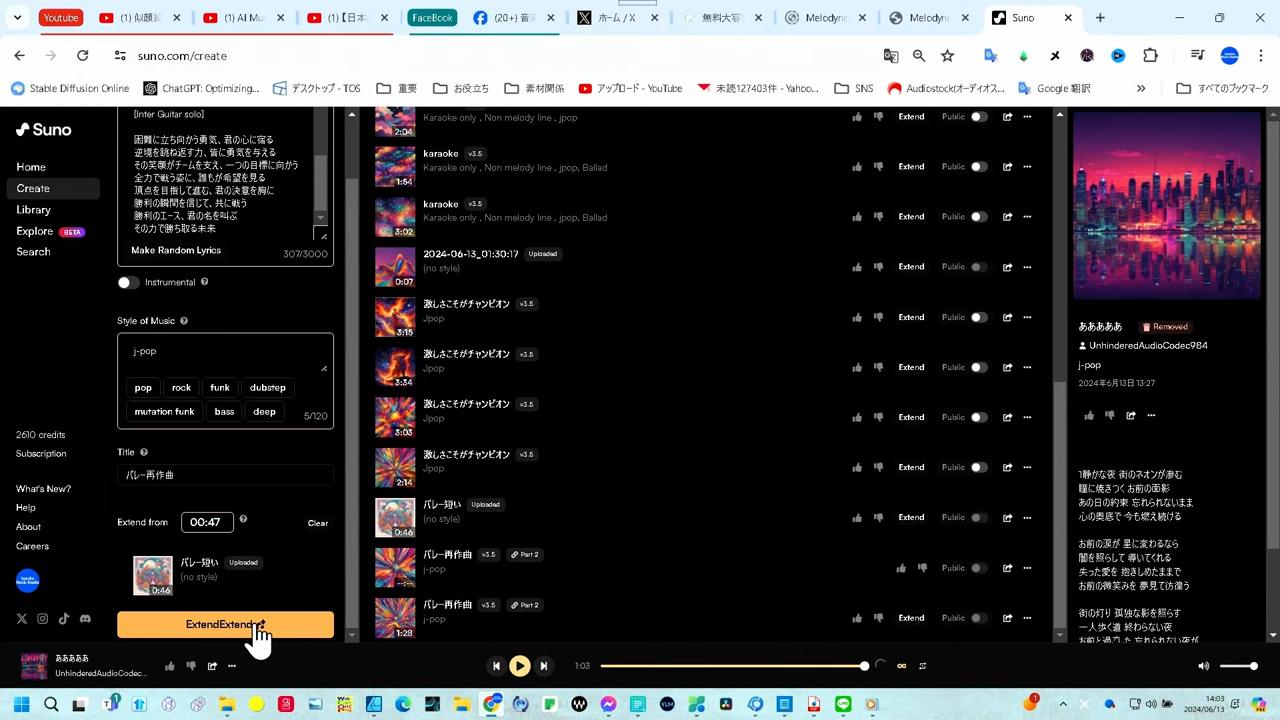 Youtube
(1) 似顔絵
(1) AI Mu
(1) 【日本
FaceBook
(20+) 音
ホーム / X
無料大容
Melodyn
Melodyn
Suno
suno.com/create
Stable Diffusion Online
ChatGPT: Optimizing...
デスクトップ - TOS
重要
お役立ち
素材関係
アップロード - YouTube
未読127403件 - Yahoo...
SNS
Audiostock(オーディオス...
Google 翻訳
すべてのブックマーク
Suno
Home
Create
Library
Explore BETA
Search
2610 credits
Subscription
What's New?
Help
About
Careers
[Inter Guitar solo]
困難に立ち向かう勇気、君の心に宿る
逆境を跳ね返す力、皆に勇気を与える
その笑顔がチームを支え、一つの目標に向かう
全力で戦う姿に、誰もが希望を見る
頂点を目指して進む、君の決意を胸に
勝利の瞬間を信じて、共に戦う
勝利のエース、君の名を叫ぶ
その力で勝ち取る未来
Make Random Lyrics
307/3000
Instrumental
Style of Music
j-pop
pop rock funk dubstep
mutation funk bass deep
5/120
Title
バレー再作曲
Extend from 00:47 Clear
バレー短い Uploaded
(no style)
0:46
ExtendExtend
2:04
Karaoke only , Non melody line , jpop
Extend Public
karaoke v3.5
Karaoke only , Non melody line , jpop, Ballad
1:54
Extend Public
karaoke v3.5
Karaoke only , Non melody line , jpop, Ballad
3:02
Extend Public
2024-06-13_01:30:17 Uploaded
(no style)
0:07
Extend Public
激しさこそがチャンピオン v3.5
Jpop
3:15
Extend Public
激しさこそがチャンピオン v3.5
Jpop
3:34
Extend Public
激しさこそがチャンピオン v3.5
Jpop
3:03
Extend Public
激しさこそがチャンピオン v3.5
Jpop
2:14
Extend Public
バレー短い Uploaded
(no style)
0:46
Extend Public
バレー再作曲 v3.5 Part 2
j-pop
--:--
Public
バレー再作曲 v3.5 Part 2
j-pop
1:28
Extend Public
ああああああ Removed
UnhinderedAudioCodec984
j-pop
2024年6月13日 13:27
1静かな夜 街のネオンが滲む
瞳に焼きつくお前の面影
あの日の約束 忘れられないまま
心の奥底で 今も燃え続ける
お前の涙が 星に変わるなら
闇を照らして 導いてくれる
失った愛を 抱きしめたままで
お前の微笑みを 夢見て彷徨う
街の灯り 孤独な影を照らす
一人歩く道 終わらない夜
お前と過ごした 忘れられない夜が
ああああああ
UnhinderedAudioCodec...
1:03
14:03
2024/06/13